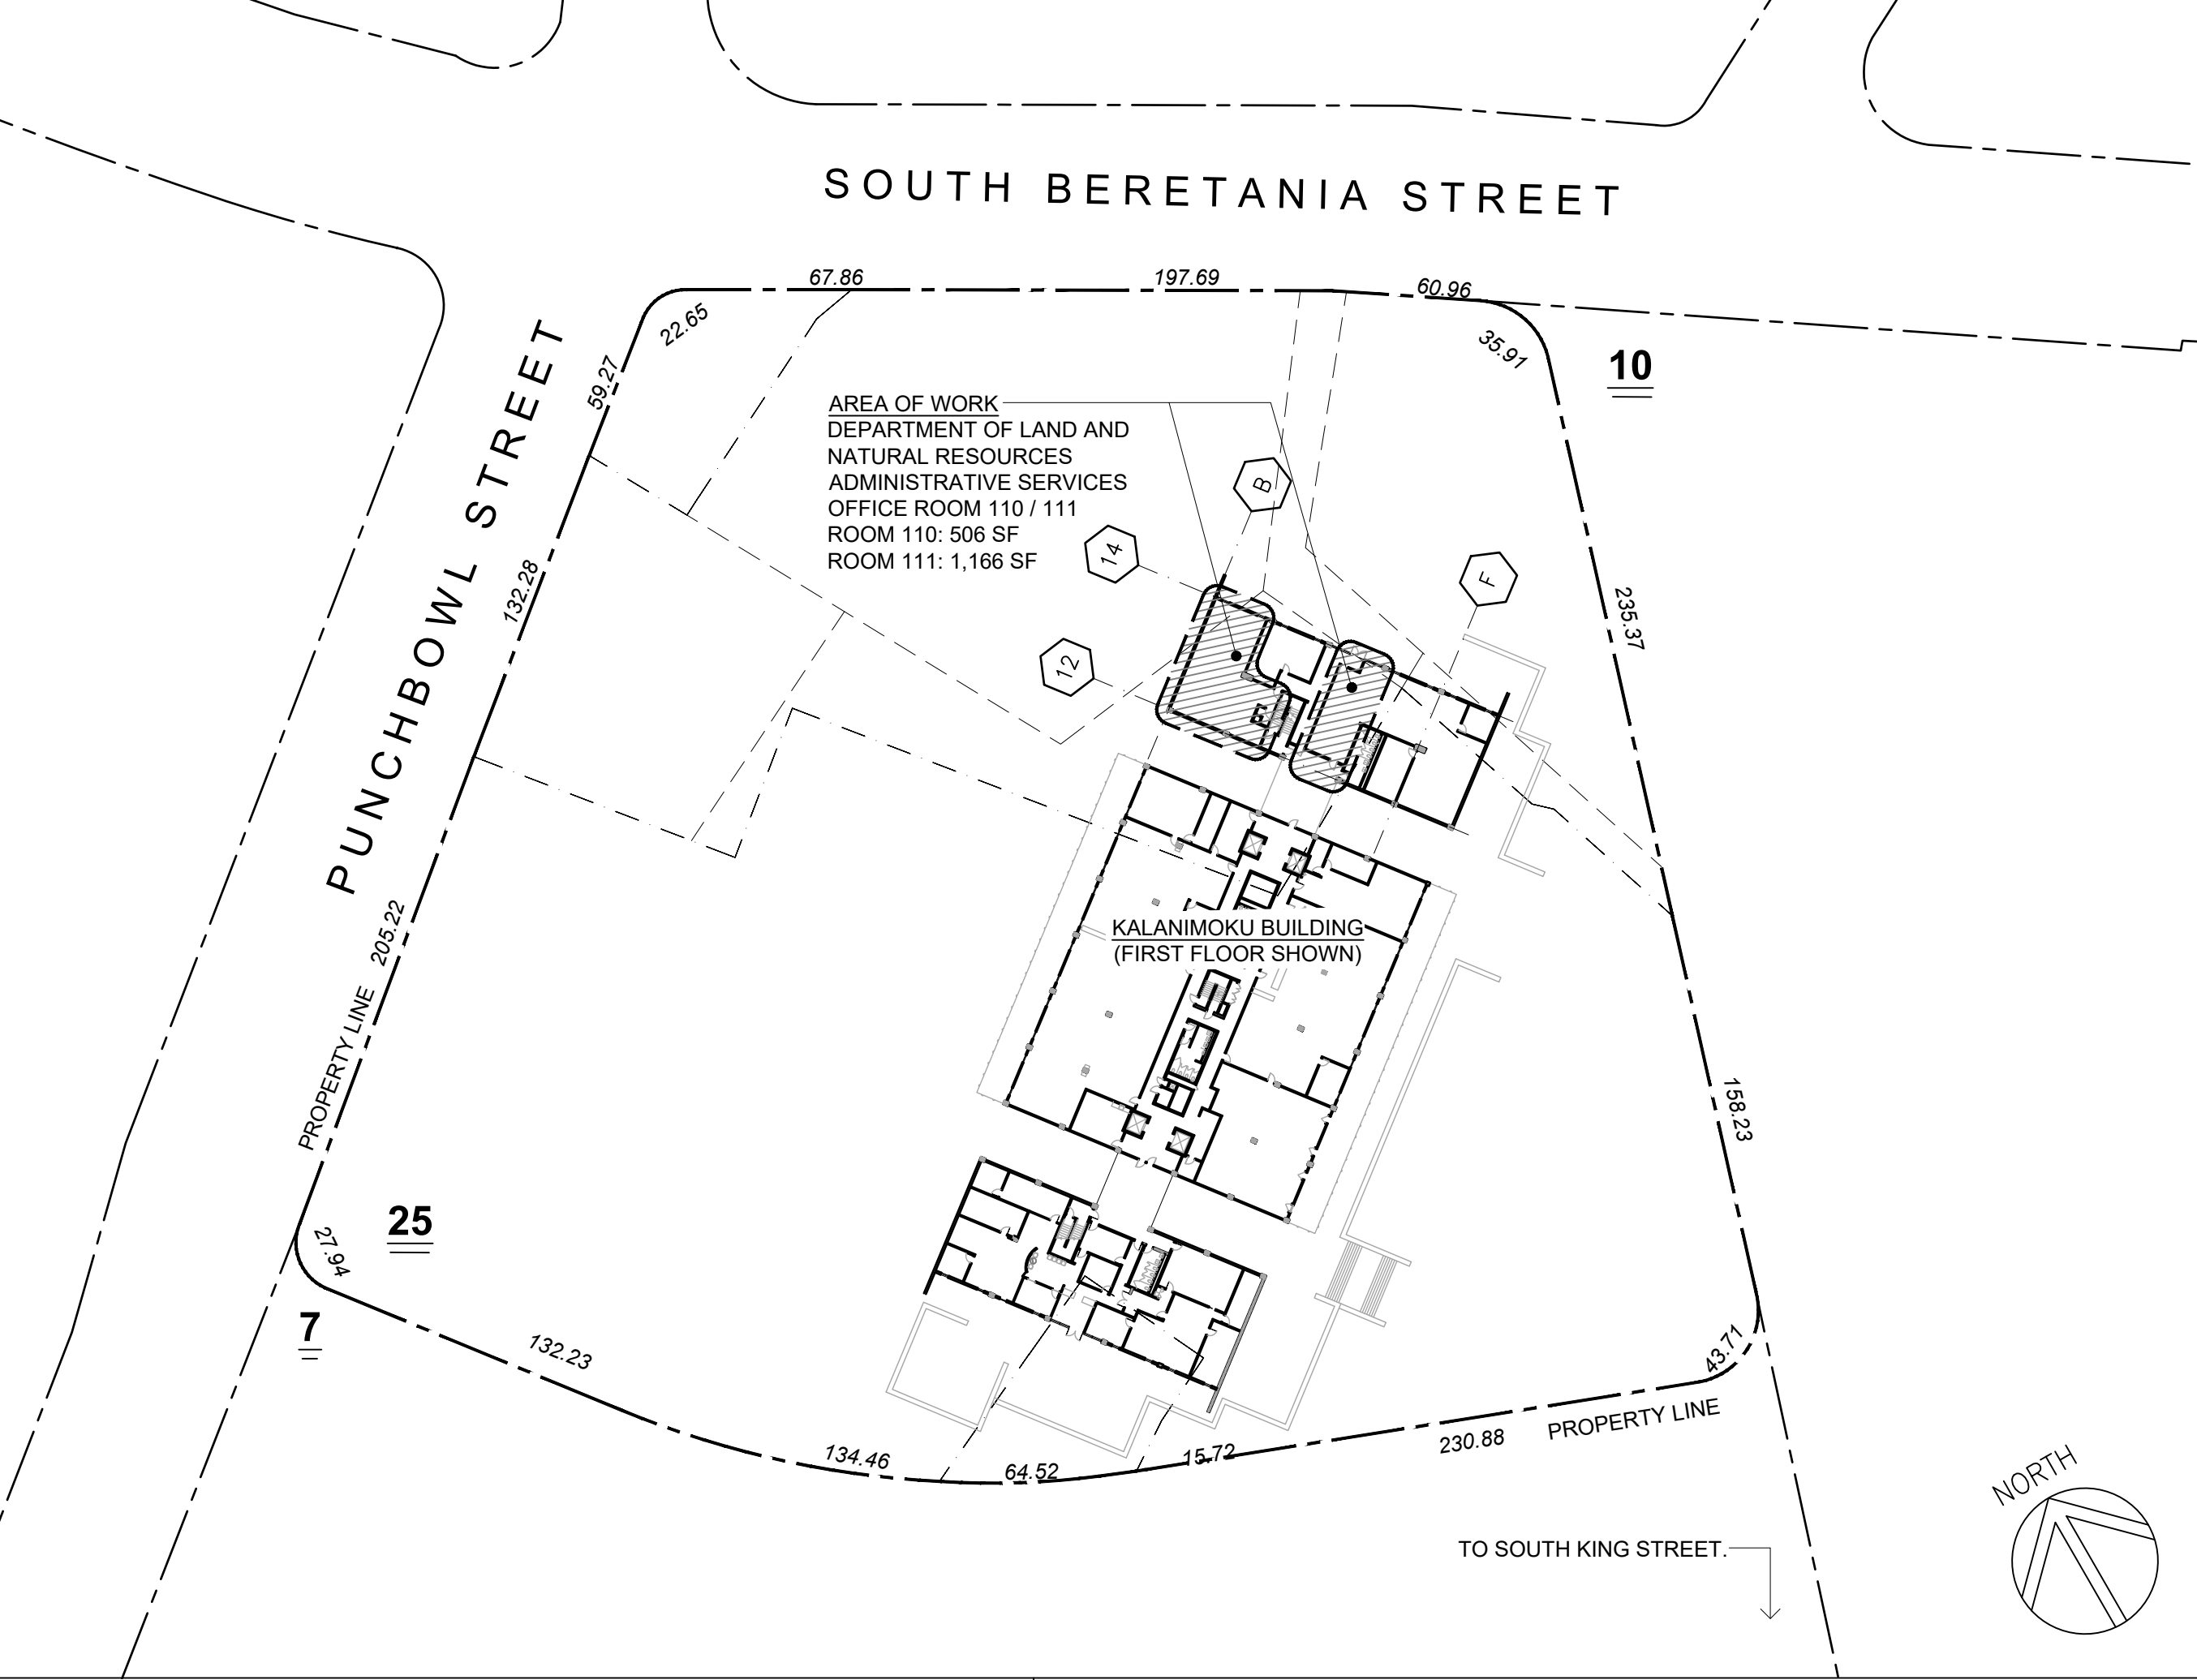 SOUTH BERETANIA STREET
67.86
197.69
60.96
22.65
35.91
59.27
10
PUNCHBOWL STREET
AREA OF WORK
DEPARTMENT OF LAND AND
NATURAL RESOURCES
ADMINISTRATIVE SERVICES
OFFICE ROOM 110 / 111
ROOM 110: 506 SF
ROOM 111: 1,166 SF
B
14
F
12
132.28
235.37
KALANIMOKU BUILDING
(FIRST FLOOR SHOWN)
PROPERTY LINE 205.22
158.23
25
27.94
7
132.23
43.71
134.46
64.52
15.72
230.88
PROPERTY LINE
NORTH
TO SOUTH KING STREET.